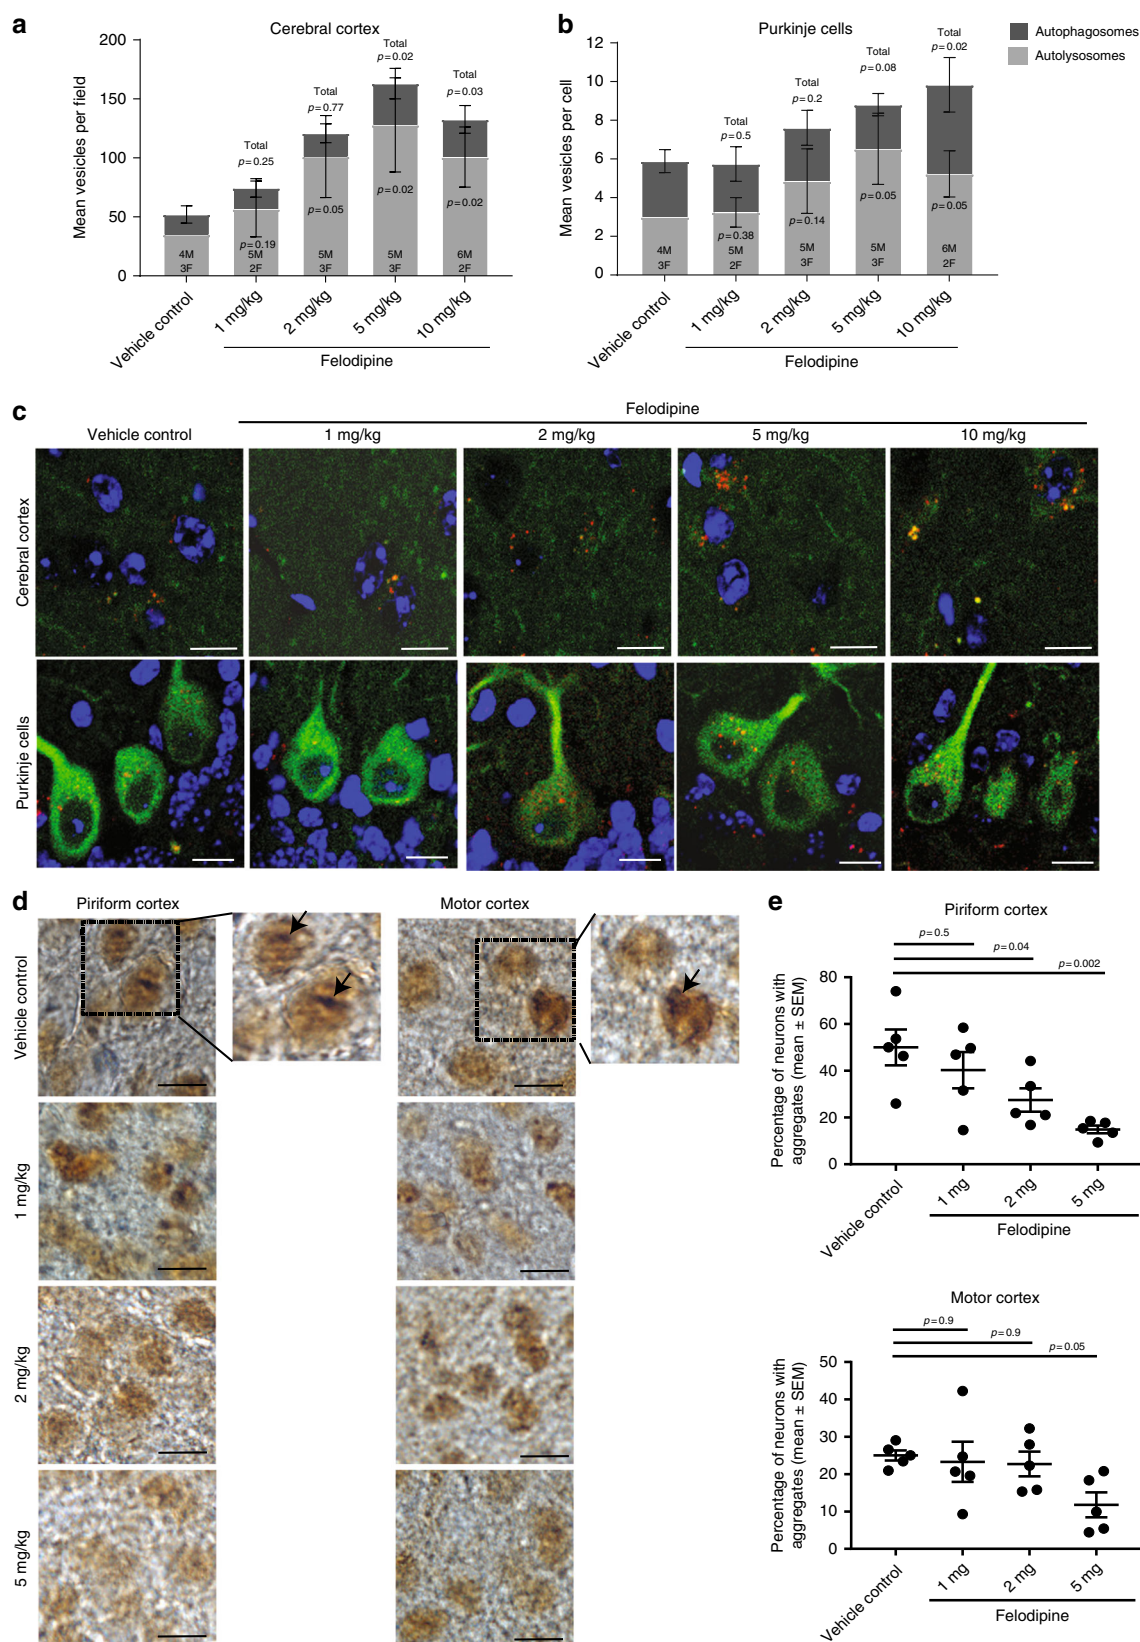 a
Cerebral cortex
Mean vesicles per field
200
150
100
50
0
Total
p=0.25
Total
p=0.77
Total
p=0.02
Total
p=0.03
p=0.19
p=0.05
p=0.02
p=0.02
4M
3F
5M
2F
5M
3F
5M
3F
6M
2F
Vehicle control
1 mg/kg
2 mg/kg
5 mg/kg
10 mg/kg
Felodipine
b
Purkinje cells
Autophagosomes
Autolysosomes
Mean vesicles per cell
12
10
8
6
4
2
0
Total
p=0.5
Total
p=0.2
Total
p=0.08
Total
p=0.02
p=0.38
p=0.14
p=0.05
p=0.05
4M
3F
5M
2F
5M
3F
5M
3F
6M
2F
Vehicle control
1 mg/kg
2 mg/kg
5 mg/kg
10 mg/kg
Felodipine
c
Felodipine
Vehicle control
1 mg/kg
2 mg/kg
5 mg/kg
10 mg/kg
Cerebral cortex
Purkinje cells
d
Piriform cortex
Motor cortex
Vehicle control
1 mg/kg
2 mg/kg
5 mg/kg
e
Piriform cortex
p=0.5
p=0.04
p=0.002
Percentage of neurons with
aggregates (mean ± SEM)
80
60
40
20
0
Vehicle control
1 mg
2 mg
5 mg
Felodipine
Motor cortex
p=0.9
p=0.9
p=0.05
Percentage of neurons with
aggregates (mean ± SEM)
50
40
30
20
10
0
Vehicle control
1 mg
2 mg
5 mg
Felodipine